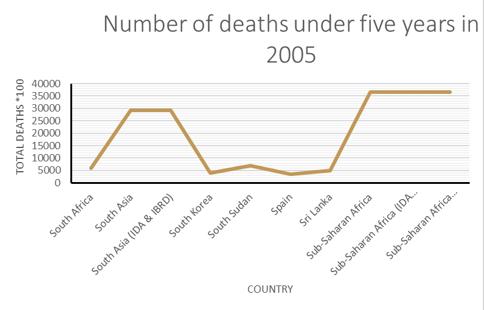 Number of deaths under five years in
2005
TOTAL DEATHS *100
40000
35000
30000
25000
20000
15000
10000
5000
0
South Africa
South Asia
South Asia (IDA & IBRD)
South Korea
South Sudan
Spain
Sri Lanka
Sub-Saharan Africa
Sub-Saharan Africa (IDA...
Sub-Saharan Africa...
COUNTRY